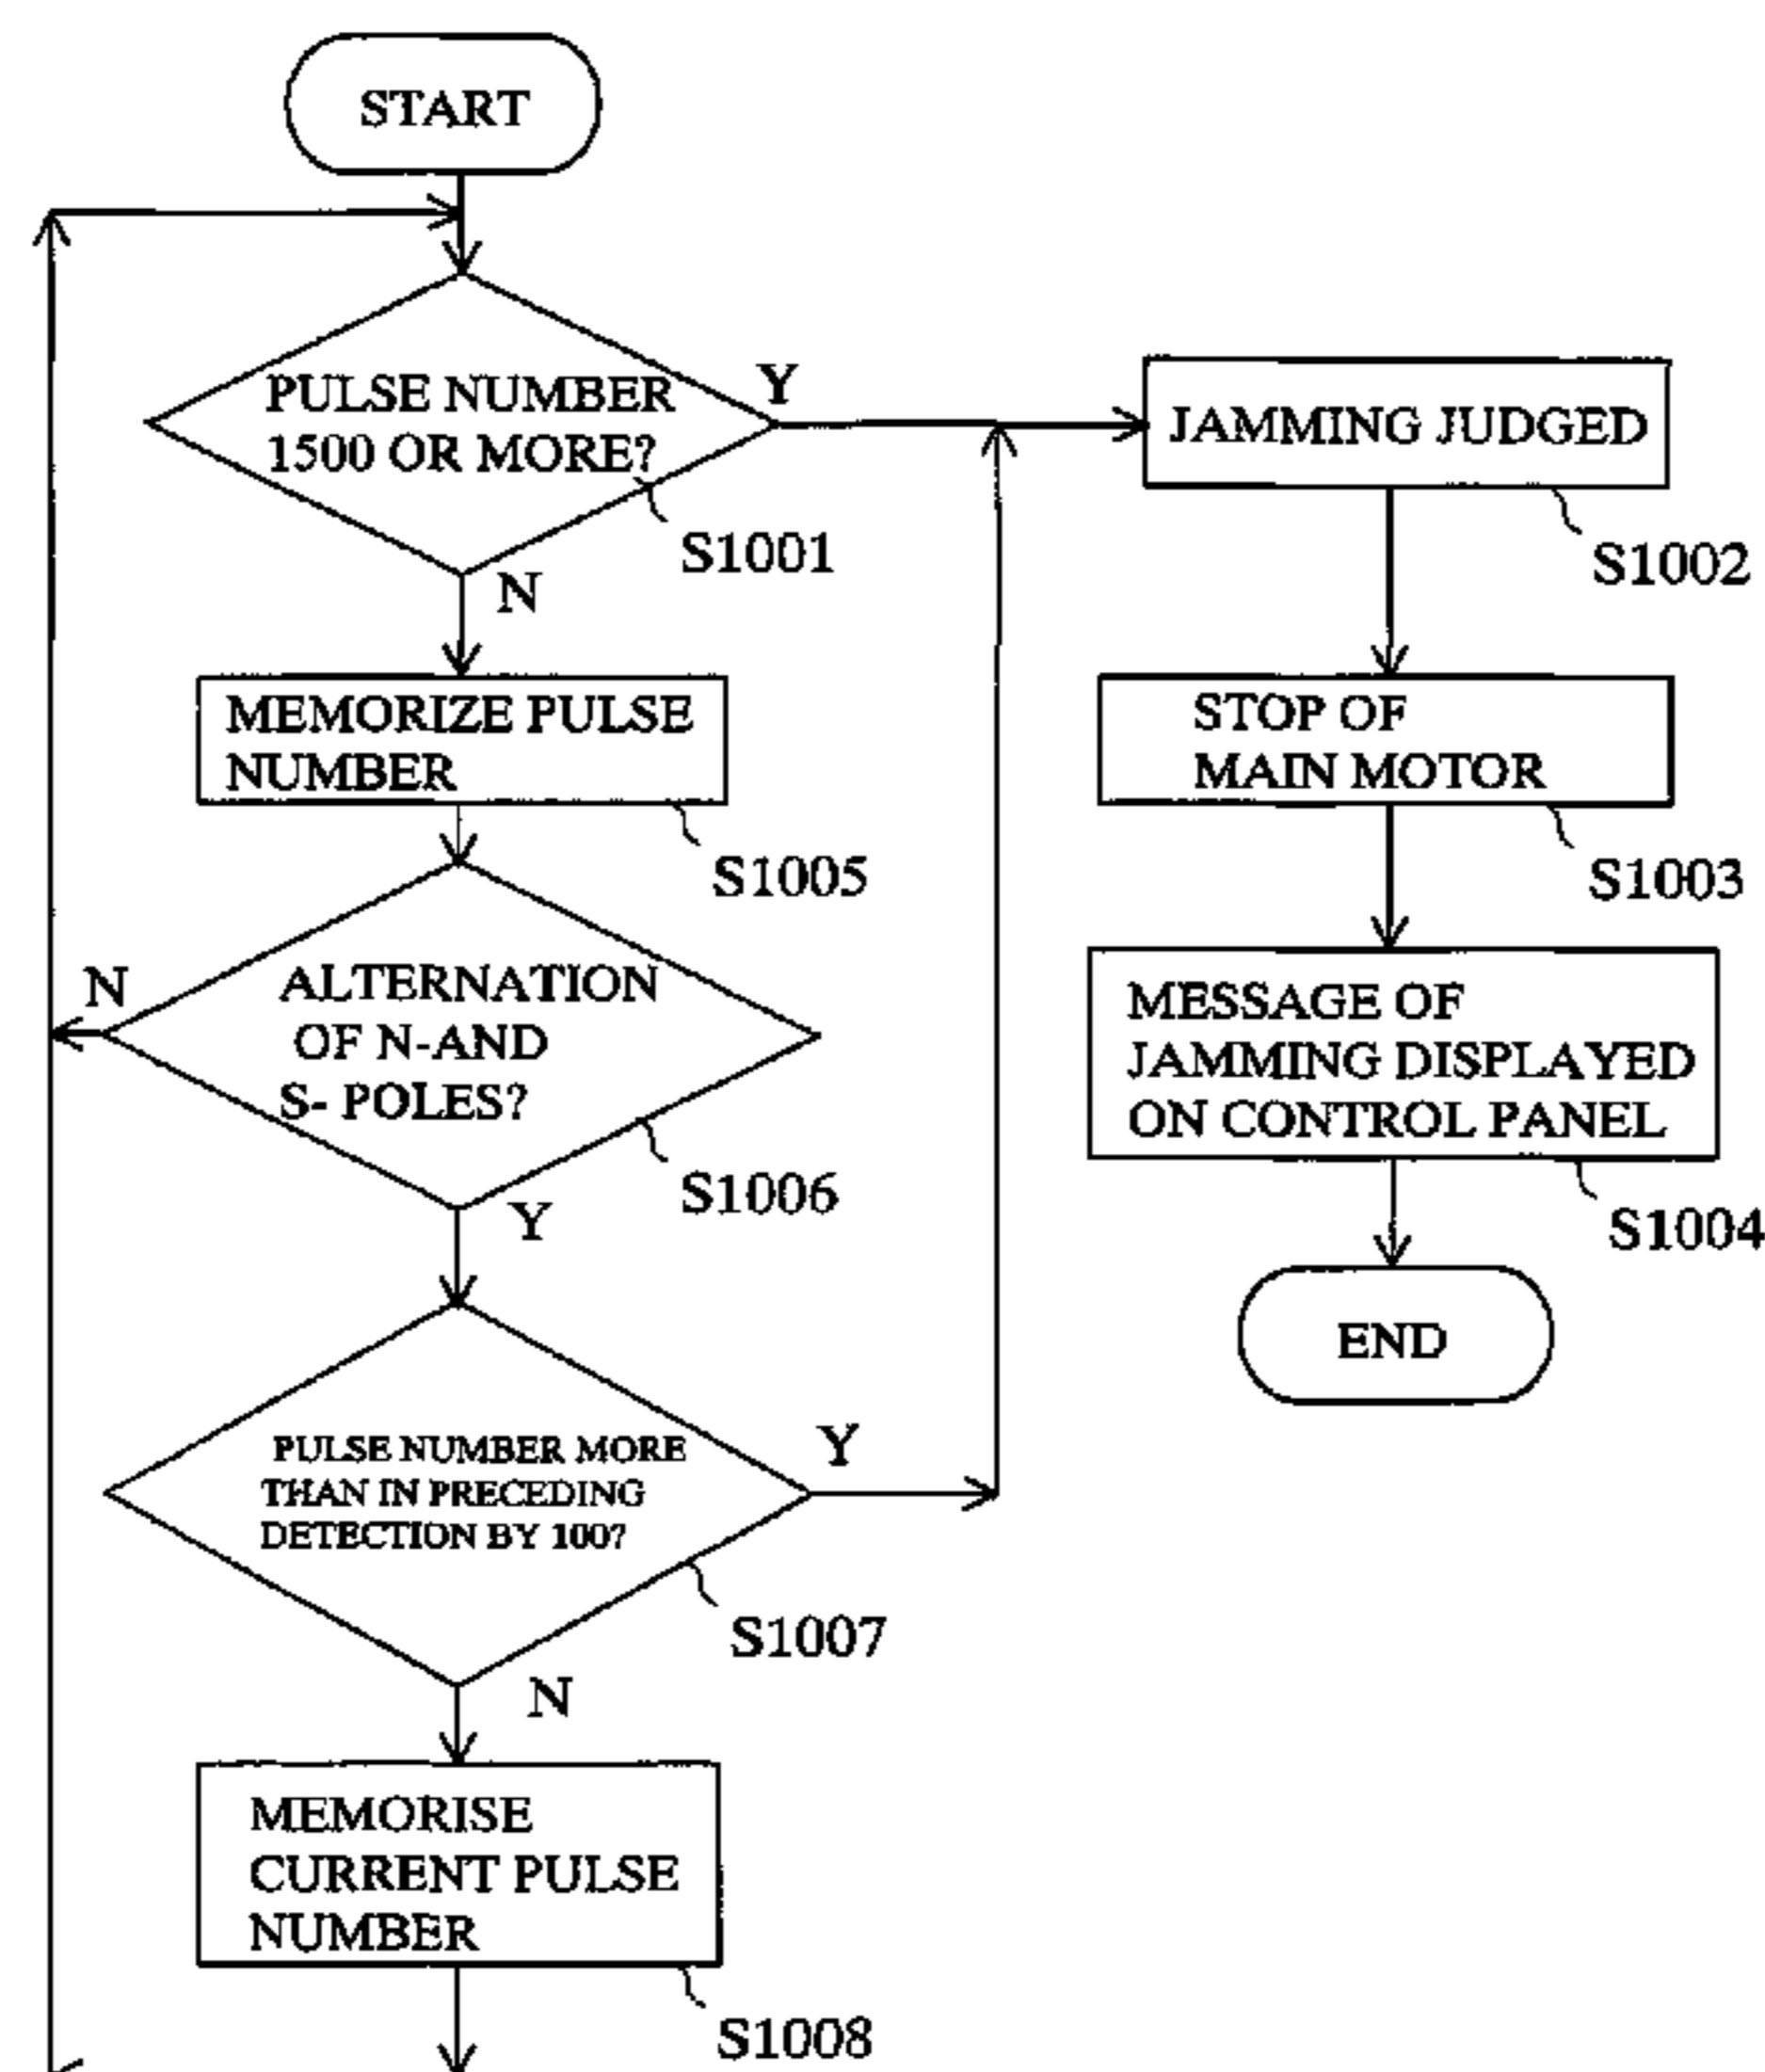 START
PULSE NUMBER
1500 OR MORE?
Y
S1001
N
JAMMING JUDGED
S1002
MEMORIZE PULSE
NUMBER
S1005
STOP OF
MAIN MOTOR
S1003
N
ALTERNATION
OF N-AND
S- POLES?
S1006
Y
MESSAGE OF
JAMMING DISPLAYED
ON CONTROL PANEL
S1004
END
PULSE NUMBER MORE
THAN IN PRECEDING
DETECTION BY 100?
Y
S1007
N
MEMORISE
CURRENT PULSE
NUMBER
S1008